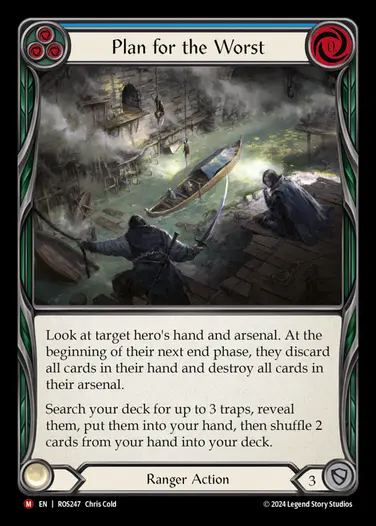 Plan for the Worst
0
Look at target hero's hand and arsenal. At the
beginning of their next end phase, they discard
all cards in their hand and destroy all cards in
their arsenal.
Search your deck for up to 3 traps, reveal
them, put them into your hand, then shuffle 2
cards from your hand into your deck.
Ranger Action
3
M EN | ROS247 Chris Cold
© 2024 Legend Story Studios